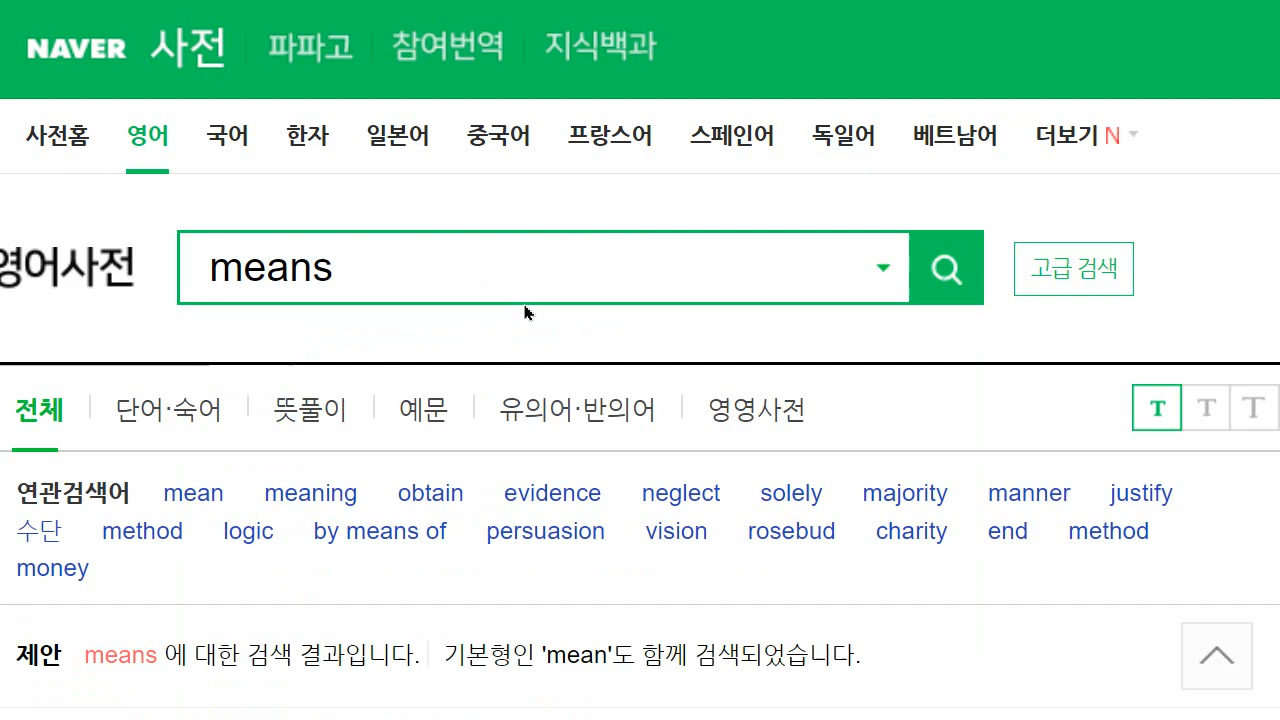 NAVER 사전 파파고 참여번역 지식백과
사전홈 영어 국어 한자 일본어 중국어 프랑스어 스페인어 독일어 베트남어 더보기 N
영어사전 means 고급 검색
전체 단어·숙어 뜻풀이 예문 유의어·반의어 영영사전 T T T
연관검색어 mean meaning obtain evidence neglect solely majority manner justify
수단 method logic by means of persuasion vision rosebud charity end method
money
제안 means 에 대한 검색 결과입니다. 기본형인 'mean'도 함께 검색되었습니다.